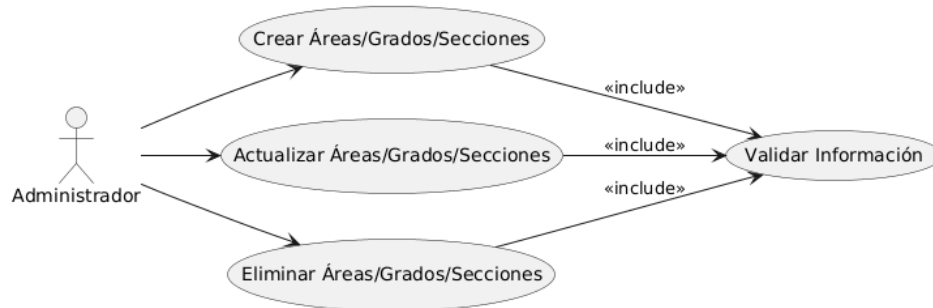 Crear Áreas/Grados/Secciones
«include»
Administrador
Actualizar Áreas/Grados/Secciones
«include»
Validar Información
«include»
Eliminar Áreas/Grados/Secciones